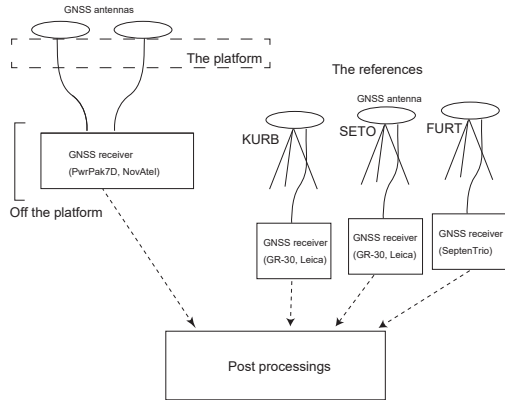 GNSS antennas
The platform
The references
GNSS antenna
KURB
SETO
FURT
GNSS receiver
(PwrPak7D, NovAtel)
Off the platform
GNSS receiver
(GR-30, Leica)
GNSS receiver
(GR-30, Leica)
GNSS receiver
(SeptenTrio)
Post processings